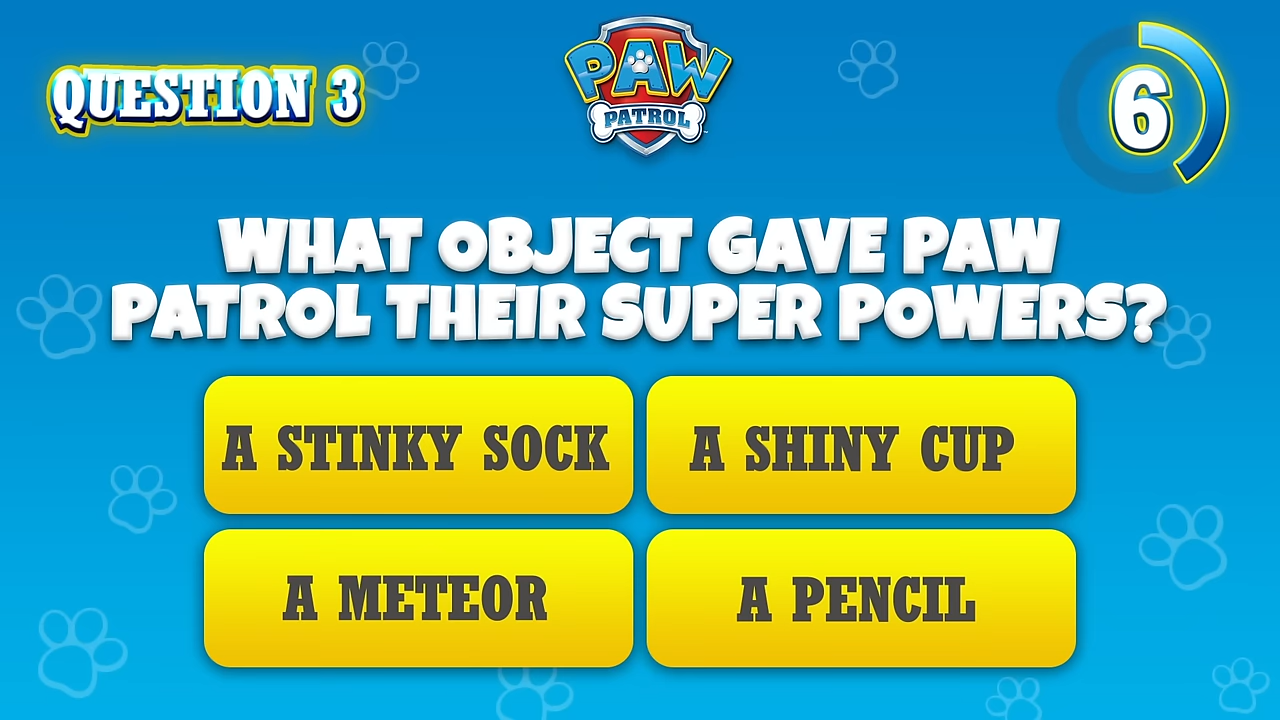 QUESTION 3
PAW
PATROL
6
WHAT OBJECT GAVE PAW
PATROL THEIR SUPER POWERS?
A STINKY SOCK
A SHINY CUP
A METEOR
A PENCIL